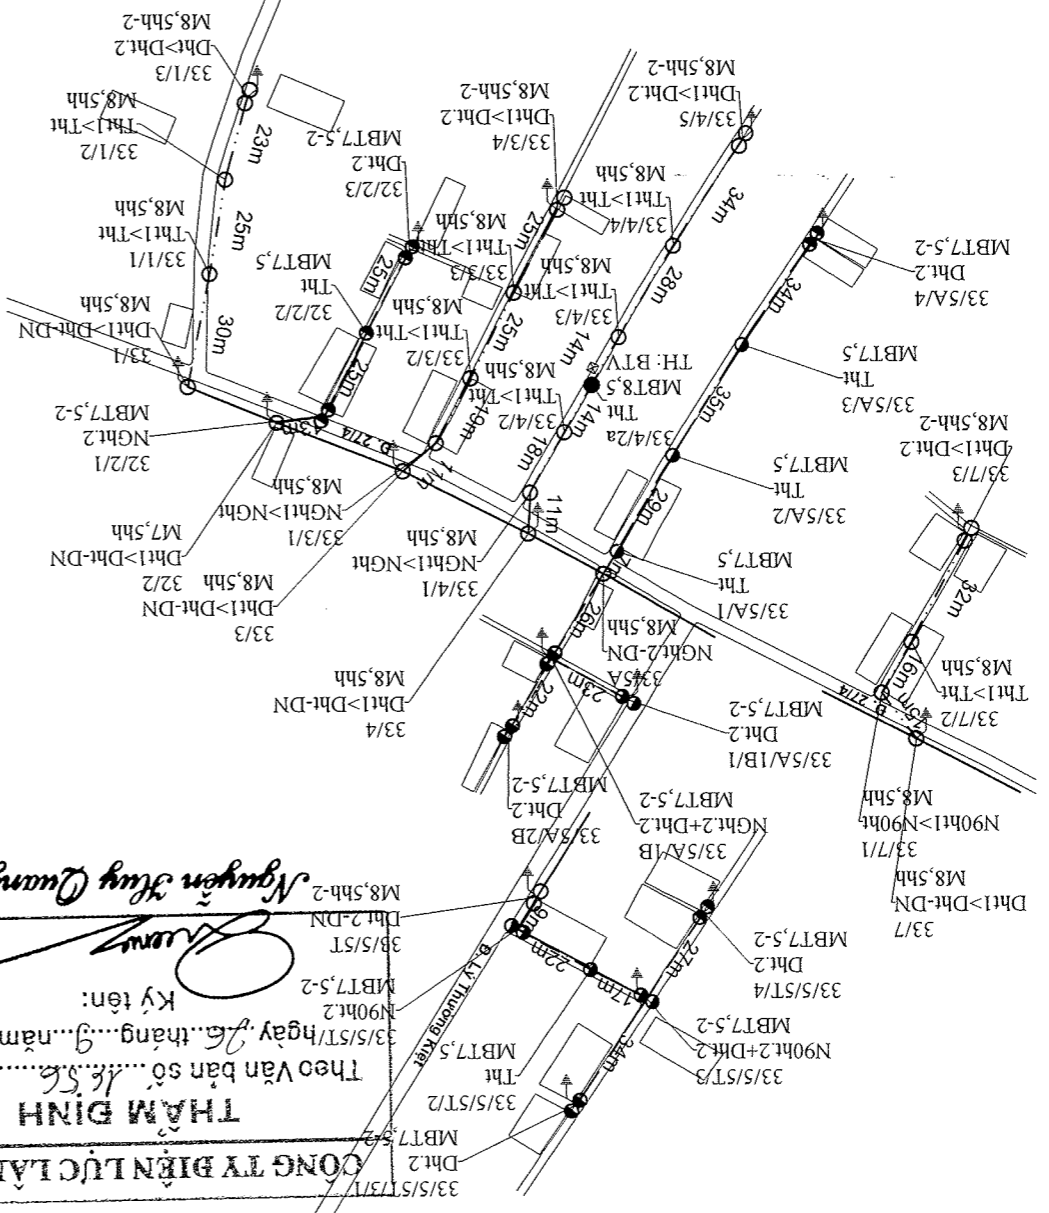 CÔNG TY ĐIỆN LỰC LÂM
THẨM ĐỊNH
Theo Văn bản số 1656
ngày 26 tháng 9 năm
Ký tên:
Nguyễn Huy Quang
33/5/5T/3/1
Dht.2
MBT7,5-2
33/5/5T/2
Tht
MBT7,5
33/5/5T/3
N90ht.2+Dht.2
MBT7,5-2
33/5/5T/4
Dht.2
MBT7,5-2
33/5/5T/1
N90ht.2
MBT7,5-2
33/5/5T
Dht.2-DN
M8,5hh-2
34m
17m
22m
27m
9m
Đ. Lý Thường Kiệt
33/7
Dht1>Dht-DN
M8,5hh
33/7/1
N90ht1>N90ht
M8,5hh
33/7/2
Tht1>Tht
M8,5hh
33/7/3
Dht1>Dht.2
M8,5hh-2
16m
32m
Đ. 27/4
33/5A/1B
NGht.2+Dht.2
MBT7,5-2
33/5A/2B
Dht.2
MBT7,5-2
33/5A/1B/1
Dht.2
MBT7,5-2
22m
23m
26m
33/5A
NGht.2-DN
M8,5hh
33/5A/1
Tht
MBT7,5
33/5A/2
Tht
MBT7,5
33/5A/3
Tht
MBT7,5
33/5A/4
Dht.2
MBT7,5-2
29m
35m
34m
33/4
Dht1>Dht-DN
M8,5hh
33/4/1
NGht1>NGht
M8,5hh
33/4/2
Tht1>Tht
M8,5hh
33/4/2a
Tht
MBT8,5
TH: BTV
33/4/3
Tht1>Tht
M8,5hh
33/4/4
Tht1>Tht
M8,5hh
33/4/5
Dht1>Dht.2
M8,5hh-2
11m
18m
14m
14m
28m
34m
33/3
Dht1>Dht-DN
M8,5hh
33/3/1
NGht1>NGht
M8,5hh
33/3/2
Tht1>Tht
M8,5hh
33/3/3
Tht1>Tht
M8,5hh
33/3/4
Dht1>Dht.2
M8,5hh-2
11m
19m
25m
25m
Đ. 27/4
32/2
Dht1>Dht-DN
M7,5hh
32/2/1
NGht.2
MBT7,5-2
32/2/2
Tht
MBT7,5
32/2/3
Dht.2
MBT7,5-2
13m
25m
25m
33/1
Dht1>Dht-DN
M8,5hh
33/1/1
Tht1>Tht
M8,5hh
33/1/2
Tht1>Tht
M8,5hh
33/1/3
Dht>Dht.2
M8,5hh-2
30m
25m
23m